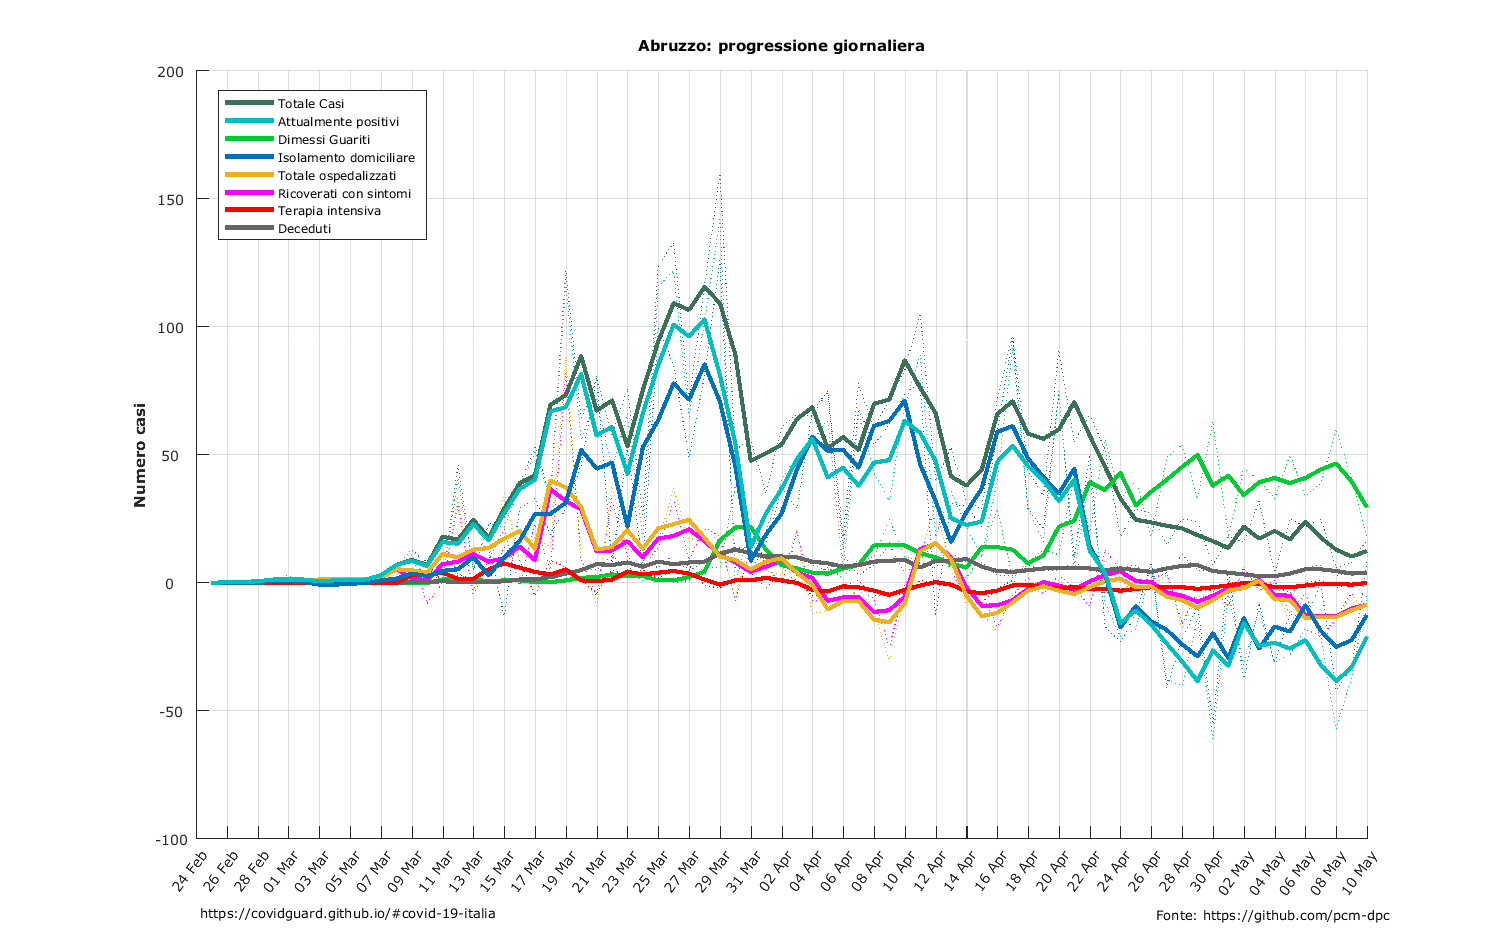 Abruzzo: progressione giornaliera
200
150
100
50
0
-50
-100
Numero casi
Totale Casi
Attualmente positivi
Dimessi Guariti
Isolamento domiciliare
Totale ospedalizzati
Ricoverati con sintomi
Terapia intensiva
Deceduti
24 Feb
26 Feb
28 Feb
01 Mar
03 Mar
05 Mar
07 Mar
09 Mar
11 Mar
13 Mar
15 Mar
17 Mar
19 Mar
21 Mar
23 Mar
25 Mar
27 Mar
29 Mar
31 Mar
02 Apr
04 Apr
06 Apr
08 Apr
10 Apr
12 Apr
14 Apr
16 Apr
18 Apr
20 Apr
22 Apr
24 Apr
26 Apr
28 Apr
30 Apr
02 May
04 May
06 May
08 May
10 May
https://covidguard.github.io/#covid-19-italia
Fonte: https://github.com/pcm-dpc